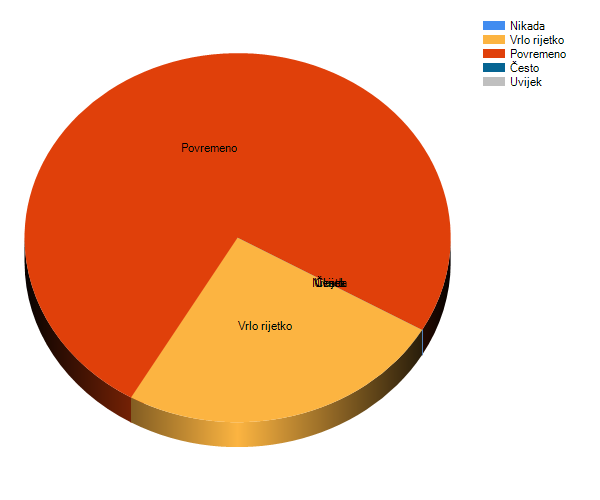 Nikada
Vrlo rijetko
Povremeno
Često
Uvijek
Povremeno
Vrlo rijetko